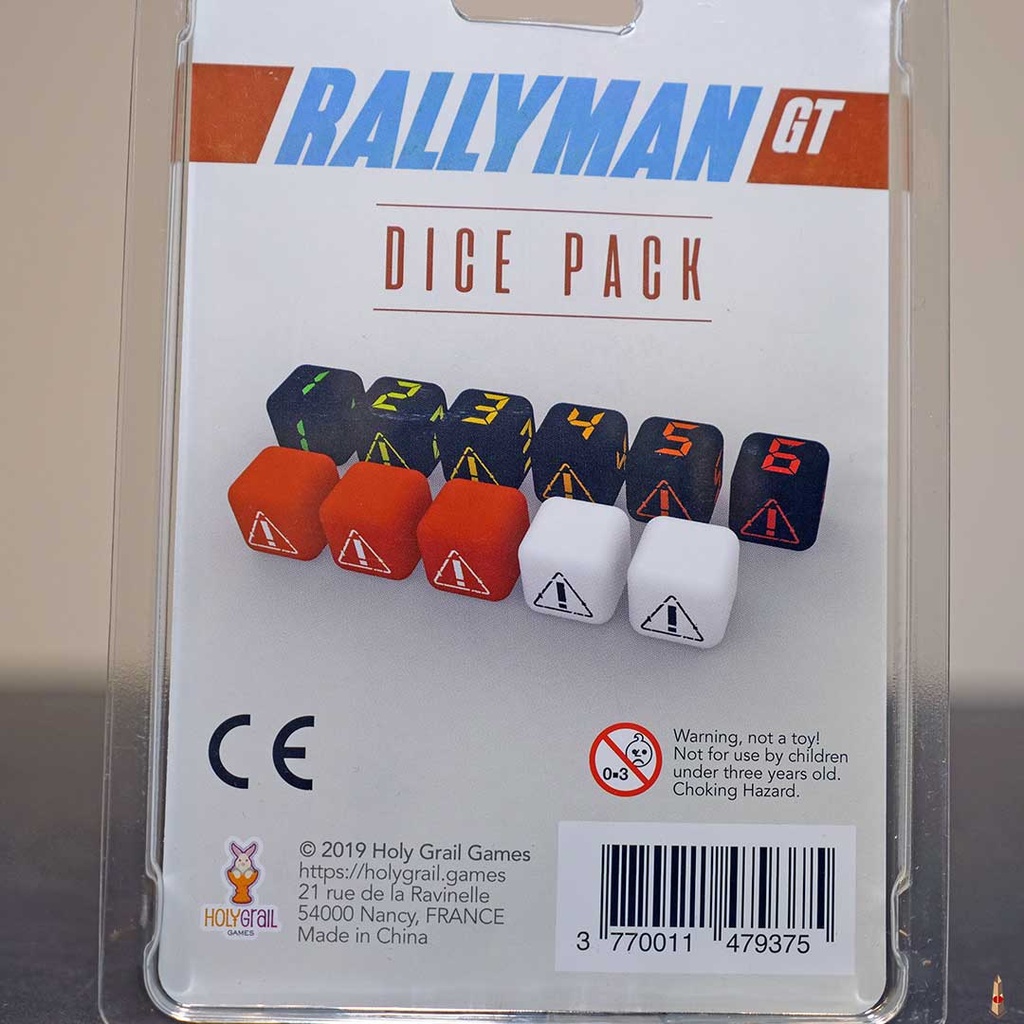 RALLYMAN GT
DICE PACK
1 2 3 4 5 6
1
! ! ! ! !
! ! ! ! !
CE
0-3
Warning, not a toy!
Not for use by children
under three years old.
Choking Hazard.
HOLYGRAIL
GAMES
© 2019 Holy Grail Games
https://holygrail.games
21 rue de la Ravinelle
54000 Nancy, FRANCE
Made in China
3 770011 479375